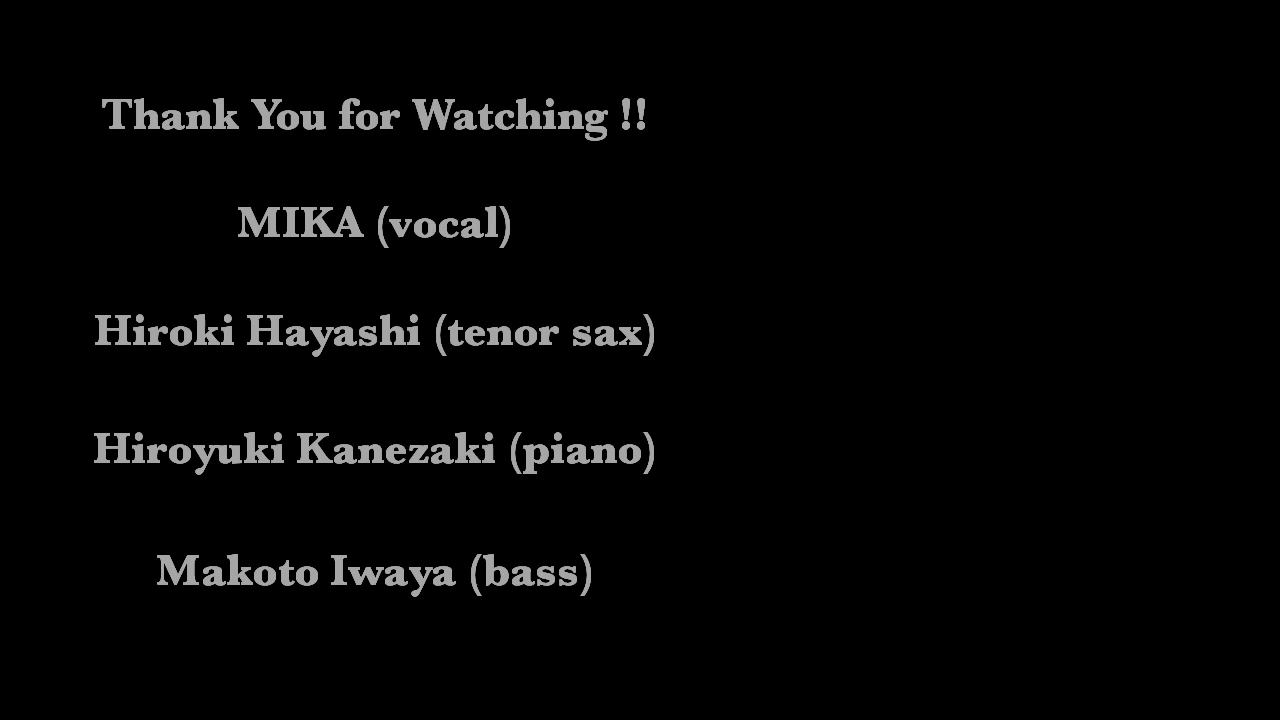 Thank You for Watching !!
MIKA (vocal)
Hiroki Hayashi (tenor sax)
Hiroyuki Kanezaki (piano)
Makoto Iwaya (bass)